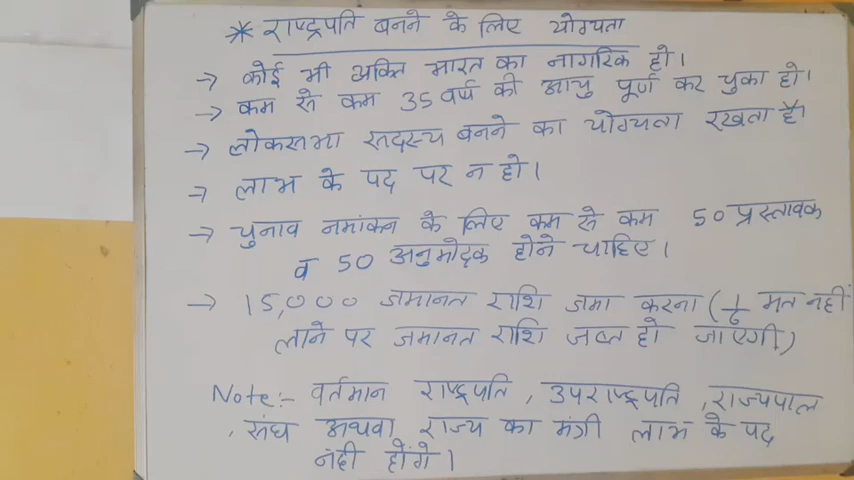 * राष्ट्रपति बनने के लिए योग्यता
→ कोई भी व्यक्ति भारत का नागरिक हो।
→ कम से कम 35 वर्ष की आयु पूर्ण कर चुका हो।
→ लोकसभा सदस्य बनने का योग्यता रखता है।
→ लाभ के पद पर न हो।
→ चुनाव नमांकन के लिए कम से कम 50 प्रस्तावक
व 50 अनुमोदक होने चाहिए।
→ 15,000 जमानत राशि जमा करना (1/6 मत नहीं
लाने पर जमानत राशि जब्त हो जाएगी)
Note:- वर्तमान राष्ट्रपति, उपराष्ट्रपति, राज्यपाल
, संघ अथवा राज्य का मंत्री लाभ के पद
नंही होंगे।